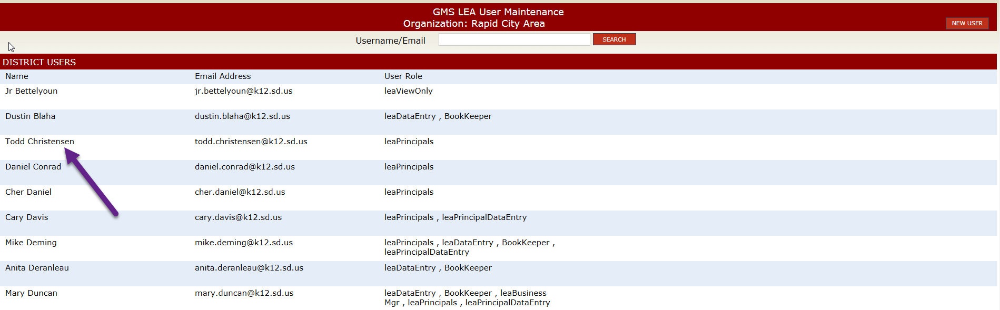 GMS LEA User Maintenance
Organization: Rapid City Area
NEW USER
Username/Email SEARCH
DISTRICT USERS
Name Email Address User Role
Jr Bettelyoun jr.bettelyoun@k12.sd.us leaViewOnly
Dustin Blaha dustin.blaha@k12.sd.us leaDataEntry , BookKeeper
Todd Christensen todd.christensen@k12.sd.us leaPrincipals
Daniel Conrad daniel.conrad@k12.sd.us leaPrincipals
Cher Daniel cher.daniel@k12.sd.us leaPrincipals
Cary Davis cary.davis@k12.sd.us leaPrincipals , leaPrincipalDataEntry
Mike Deming mike.deming@k12.sd.us leaPrincipals , leaDataEntry , BookKeeper ,
leaPrincipalDataEntry
Anita Deranleau anita.deranleau@k12.sd.us leaDataEntry , BookKeeper
Mary Duncan mary.duncan@k12.sd.us leaDataEntry , BookKeeper , leaBusiness
Mgr , leaPrincipals , leaPrincipalDataEntry